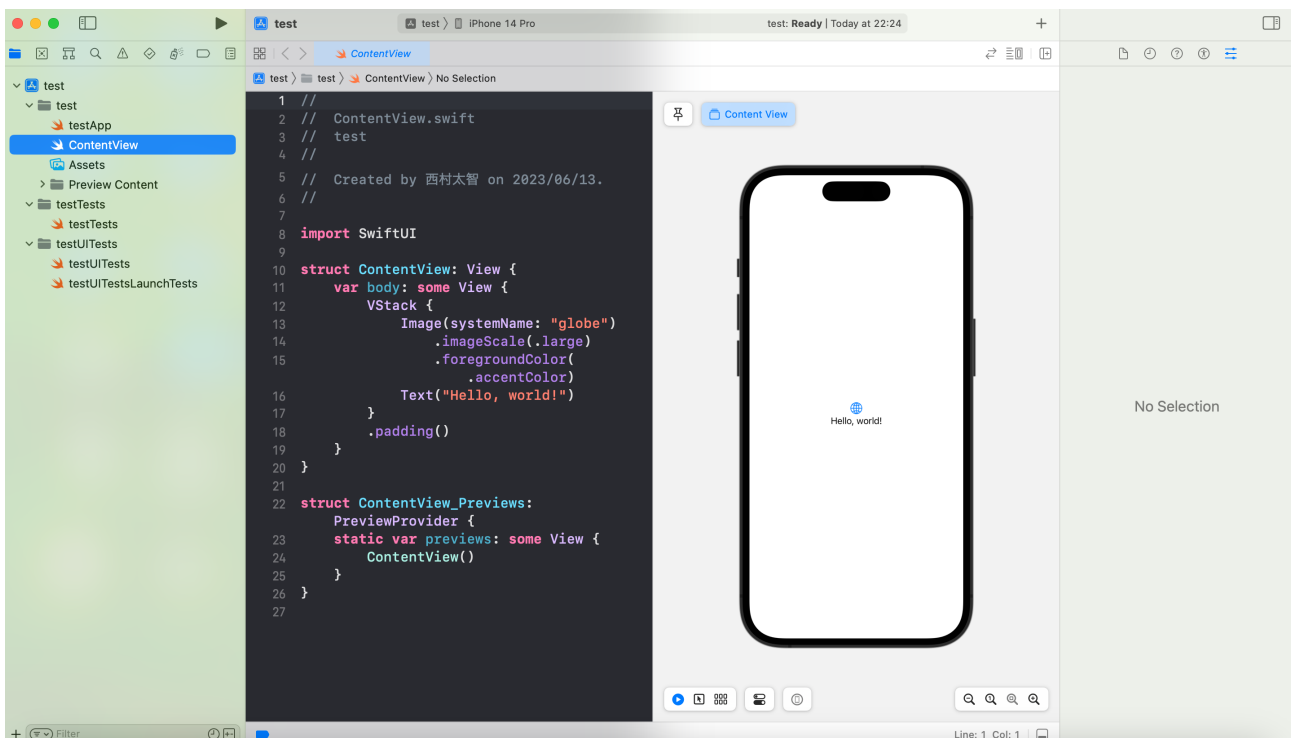 test
test 〉 iPhone 14 Pro
test: Ready | Today at 22:24
ContentView
test 〉 test 〉 ContentView 〉 No Selection
test
test
testApp
ContentView
Assets
Preview Content
testTests
testTests
testUITests
testUITests
testUITestsLaunchTests
Filter
1 //
2 //  ContentView.swift
3 //  test
4 //
5 //  Created by 西村太智 on 2023/06/13.
6 //
7
8 import SwiftUI
9
10 struct ContentView: View {
11     var body: some View {
12         VStack {
13             Image(systemName: "globe")
14                 .imageScale(.large)
15                 .foregroundColor(
                    .accentColor)
16             Text("Hello, world!")
17         }
18         .padding()
19     }
20 }
21
22 struct ContentView_Previews:
    PreviewProvider {
23     static var previews: some View {
24         ContentView()
25     }
26 }
27
Content View
Hello, world!
No Selection
Line: 1 Col: 1